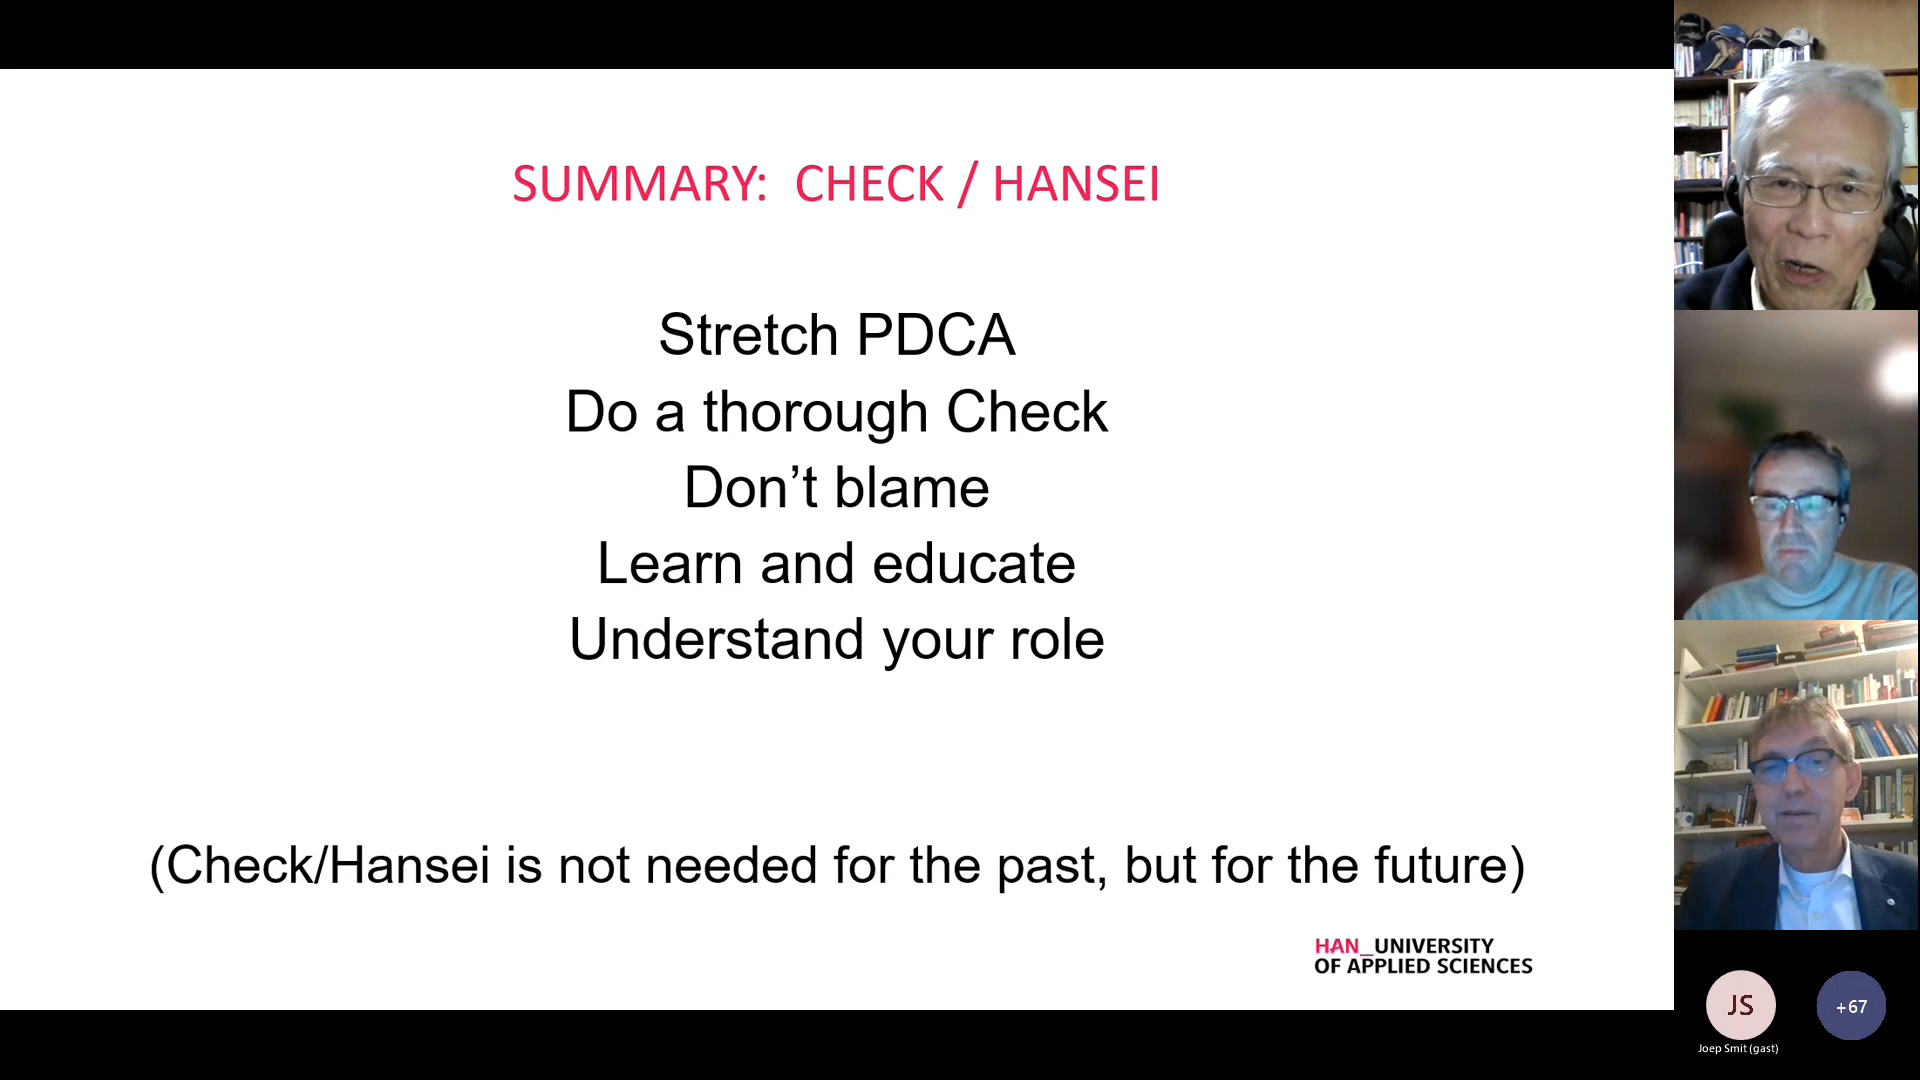 SUMMARY: CHECK / HANSEI
Stretch PDCA
Do a thorough Check
Don’t blame
Learn and educate
Understand your role
(Check/Hansei is not needed for the past, but for the future)
HAN_UNIVERSITY
OF APPLIED SCIENCES
JS
+67
Joep Smit (gast)